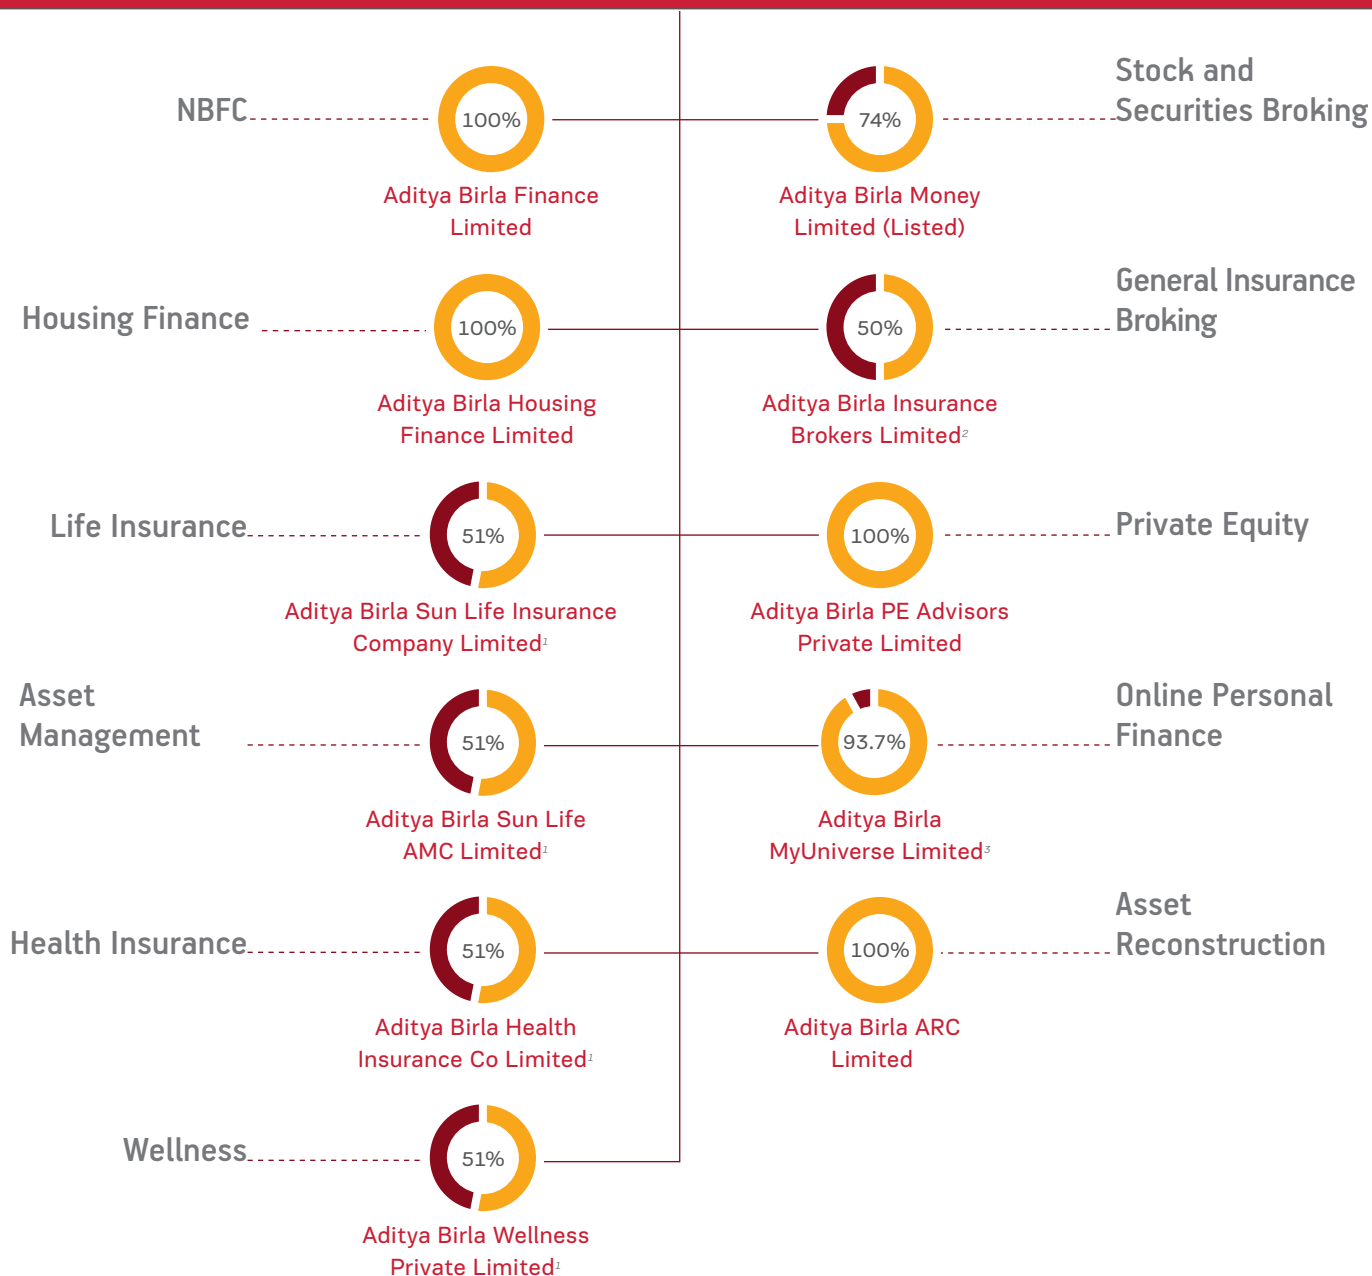 NBFC
100%
Aditya Birla Finance
Limited
74%
Aditya Birla Money
Limited (Listed)
Stock and
Securities Broking
Housing Finance
100%
Aditya Birla Housing
Finance Limited
50%
Aditya Birla Insurance
Brokers Limited²
General Insurance
Broking
Life Insurance
51%
Aditya Birla Sun Life Insurance
Company Limited¹
100%
Aditya Birla PE Advisors
Private Limited
Private Equity
Asset
Management
51%
Aditya Birla Sun Life
AMC Limited¹
93.7%
Aditya Birla
MyUniverse Limited³
Online Personal
Finance
Health Insurance
51%
Aditya Birla Health
Insurance Co Limited¹
100%
Aditya Birla ARC
Limited
Asset
Reconstruction
Wellness
51%
Aditya Birla Wellness
Private Limited¹